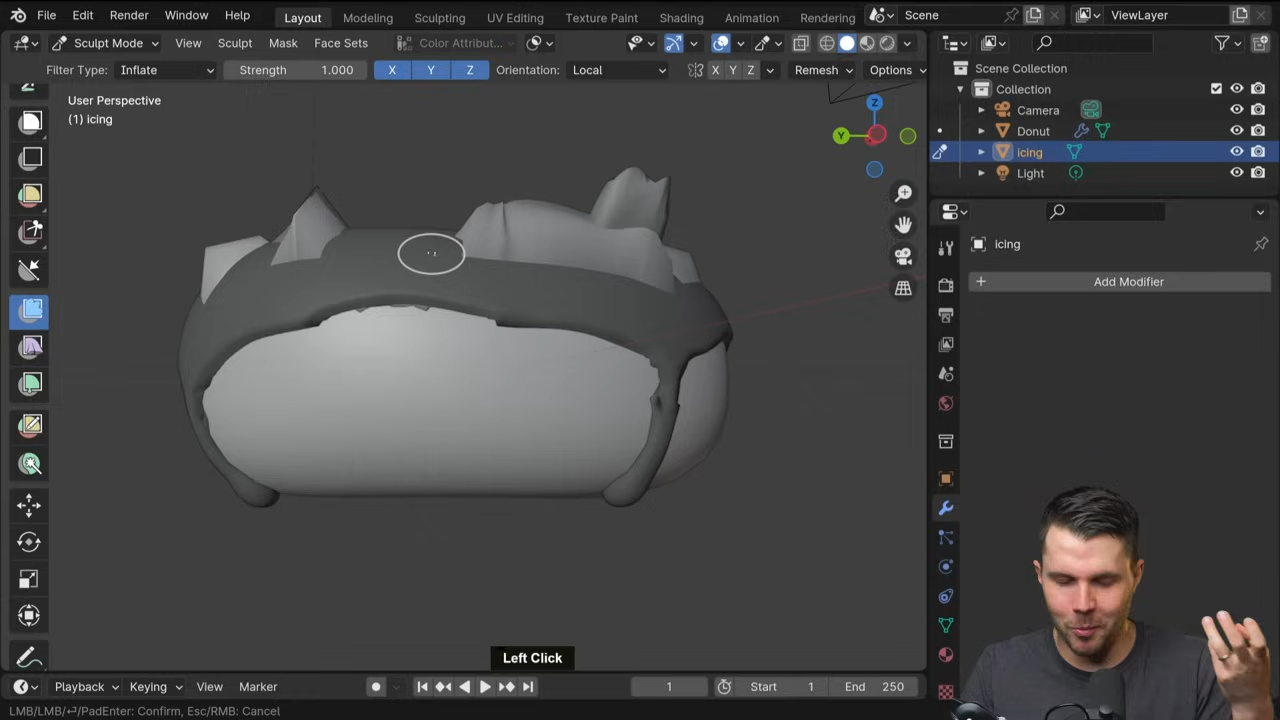 File Edit Render Window Help Layout Modeling Sculpting UV Editing Texture Paint Shading Animation Rendering Scene ViewLayer
Sculpt Mode View Sculpt Mask Face Sets Color Attribut...
Filter Type: Inflate Strength 1.000 X Y Z Orientation: Local X Y Z Remesh Options
User Perspective
(1) icing
Z
Y
Scene Collection
Collection
Camera
Donut
icing
Light
icing
+ Add Modifier
Left Click
Playback Keying View Marker 1 Start 1 End 250
LMB/LMB/⏎/PadEnter: Confirm, Esc/RMB: Cancel